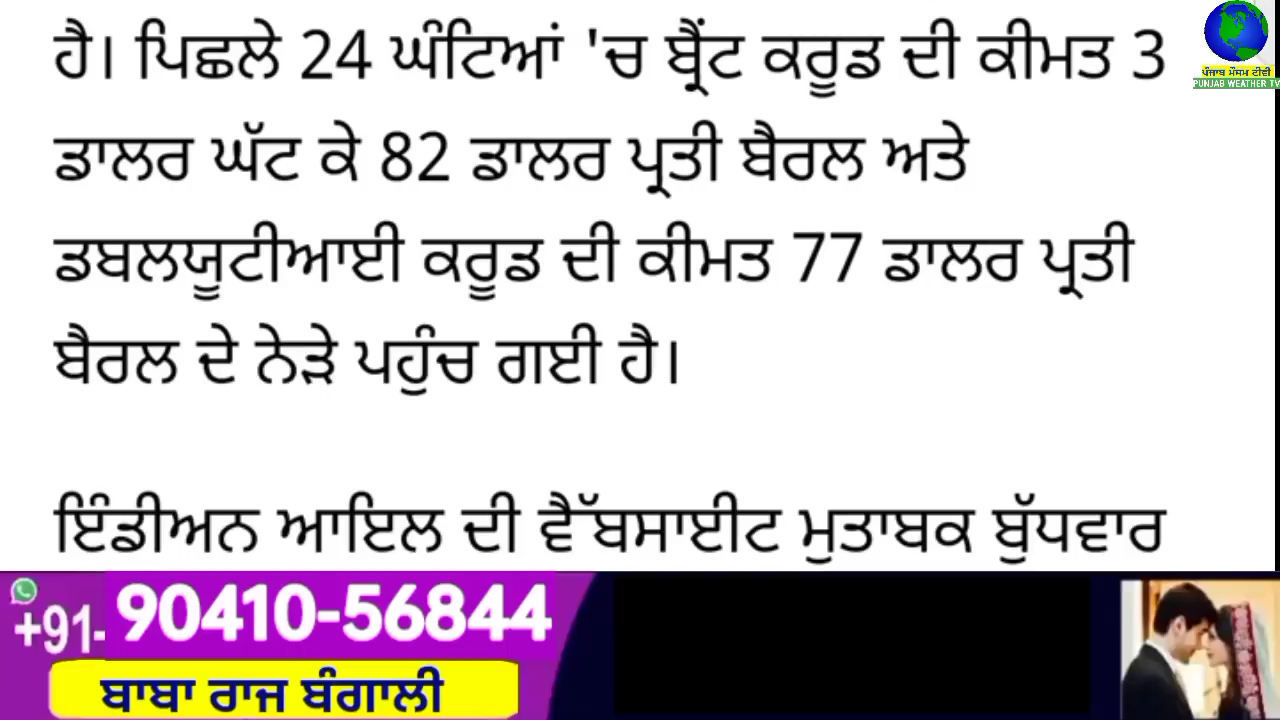 ਹੈ। ਪਿਛਲੇ 24 ਘੰਟਿਆਂ 'ਚ ਬ੍ਰੈਂਟ ਕਰੂਡ ਦੀ ਕੀਮਤ 3
ਡਾਲਰ ਘੱਟ ਕੇ 82 ਡਾਲਰ ਪ੍ਰਤੀ ਬੈਰਲ ਅਤੇ
ਡਬਲਯੂਟੀਆਈ ਕਰੂਡ ਦੀ ਕੀਮਤ 77 ਡਾਲਰ ਪ੍ਰਤੀ
ਬੈਰਲ ਦੇ ਨੇੜੇ ਪਹੁੰਚ ਗਈ ਹੈ।
ਇੰਡੀਅਨ ਆਇਲ ਦੀ ਵੈੱਬਸਾਈਟ ਮੁਤਾਬਕ ਬੁੱਧਵਾਰ
ਪੰਜਾਬ ਮੌਸਮ ਟੀਵੀ
PUNJAB WEATHER TV
+91- 90410-56844
ਬਾਬਾ ਰਾਜ ਬੰਗਾਲੀ